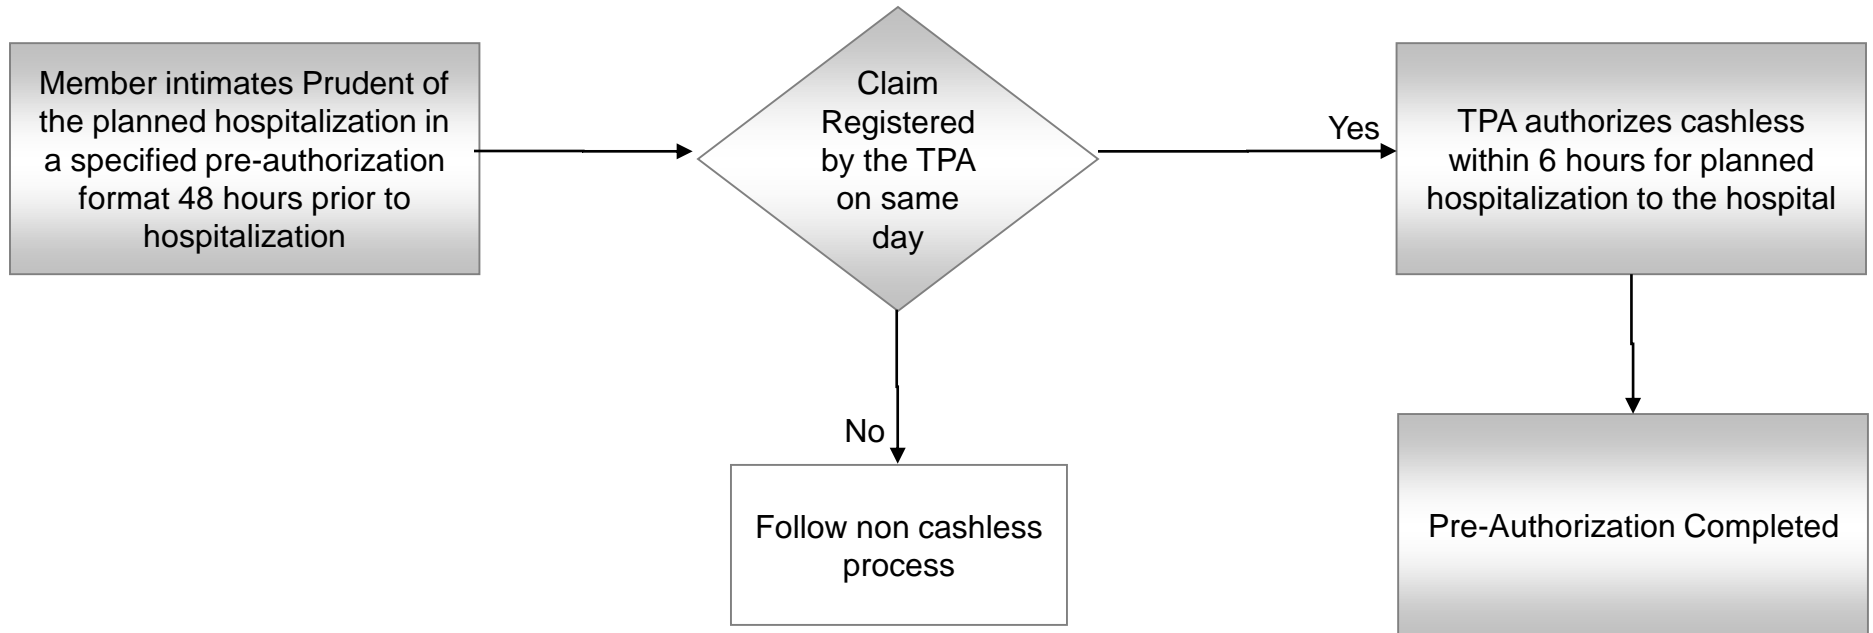 Member intimates Prudent of
the planned hospitalization in
a specified pre-authorization
format 48 hours prior to
hospitalization
Claim
Registered
by the TPA
on same
day
Yes
TPA authorizes cashless
within 6 hours for planned
hospitalization to the hospital
No
Follow non cashless
process
Pre-Authorization Completed